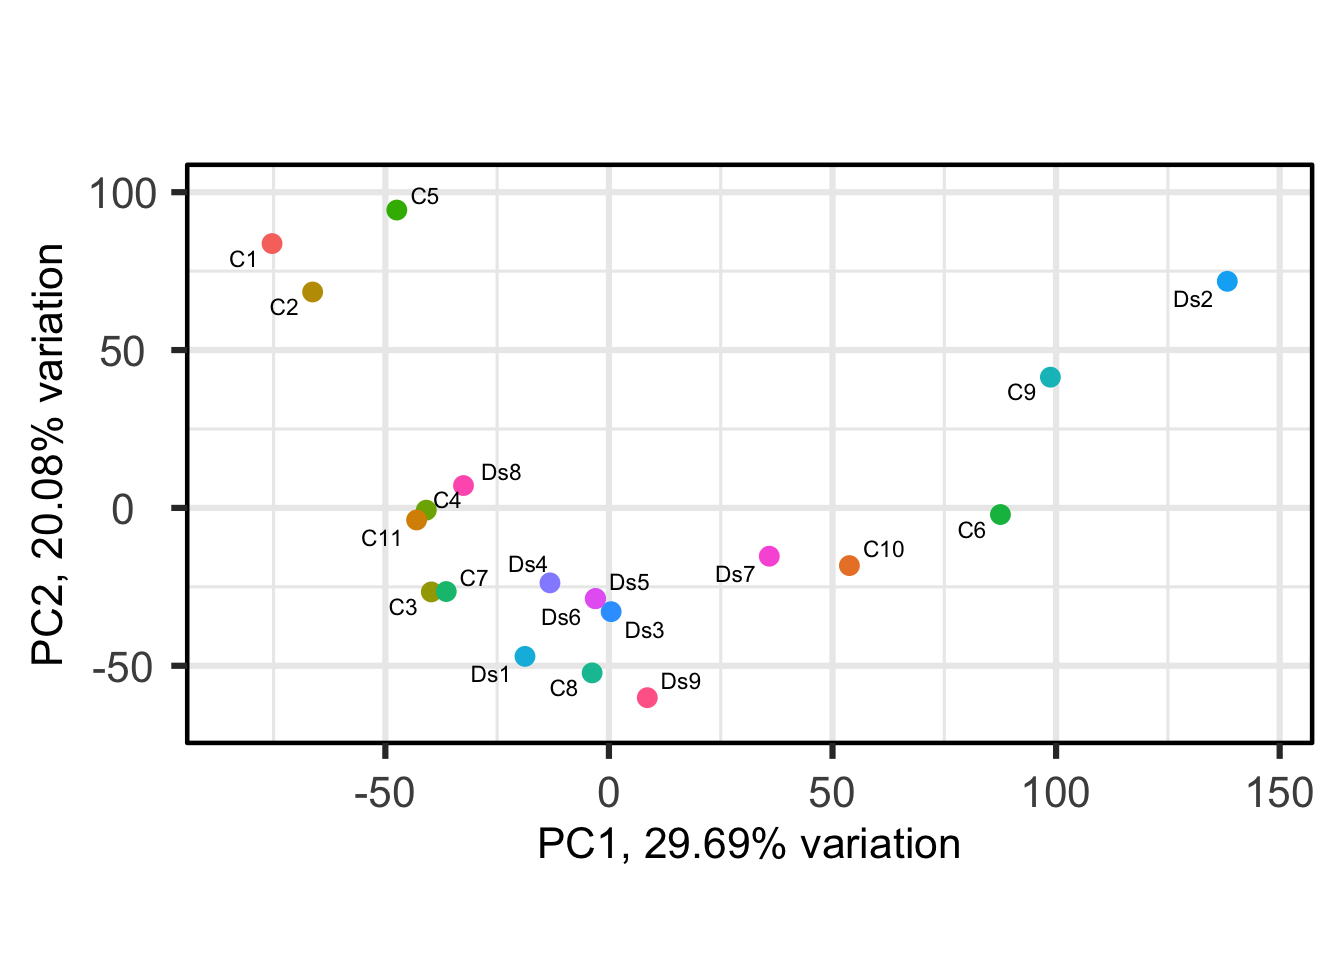 100
50
0
-50
PC2, 20.08% variation
C5
C1
C2
Ds2
C9
Ds8
C4
C11
C6
C10
Ds7
Ds4
C7
Ds5
C3
Ds6
Ds3
Ds1
C8
Ds9
-50 0 50 100 150
PC1, 29.69% variation